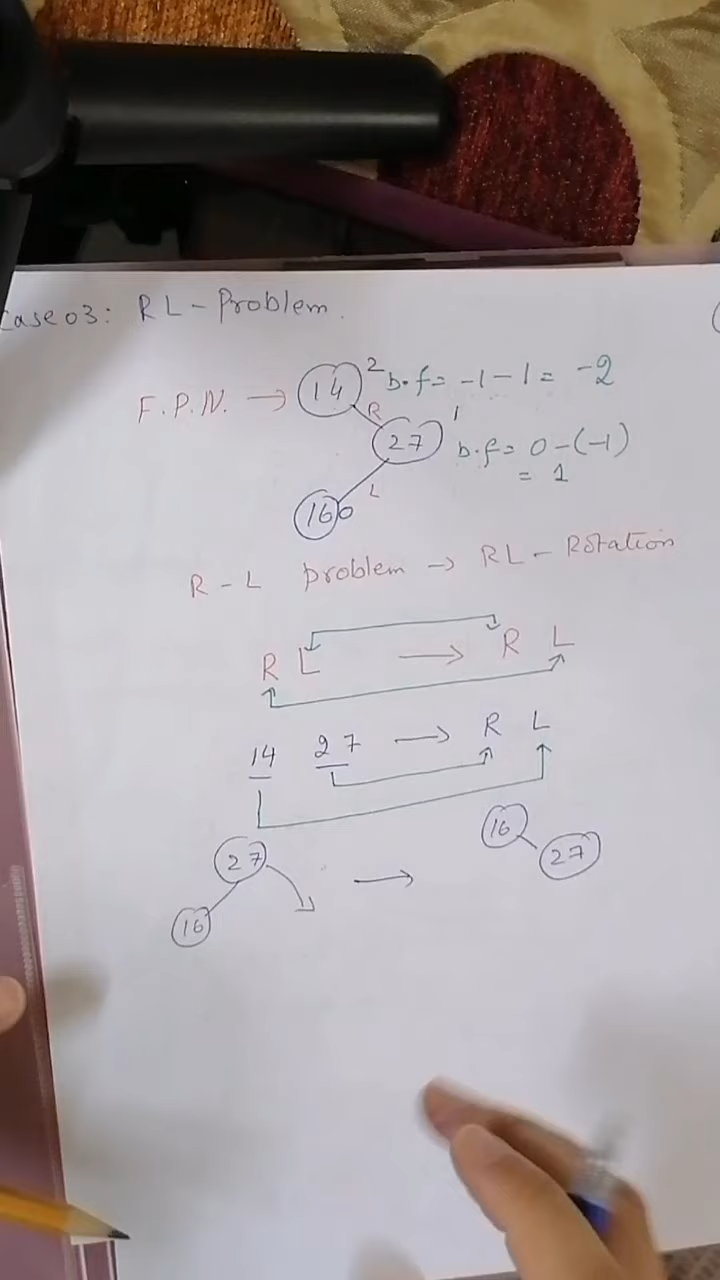 Case 03: RL-Problem.
F.P.N. → 14 2 b.f = -1-1 = -2
R
27 1 b.f = 0-(-1)
= 1
L
16 0
R-L problem → RL-Rotation
R L → R L
14 27 → R L
27 → 16
16 27